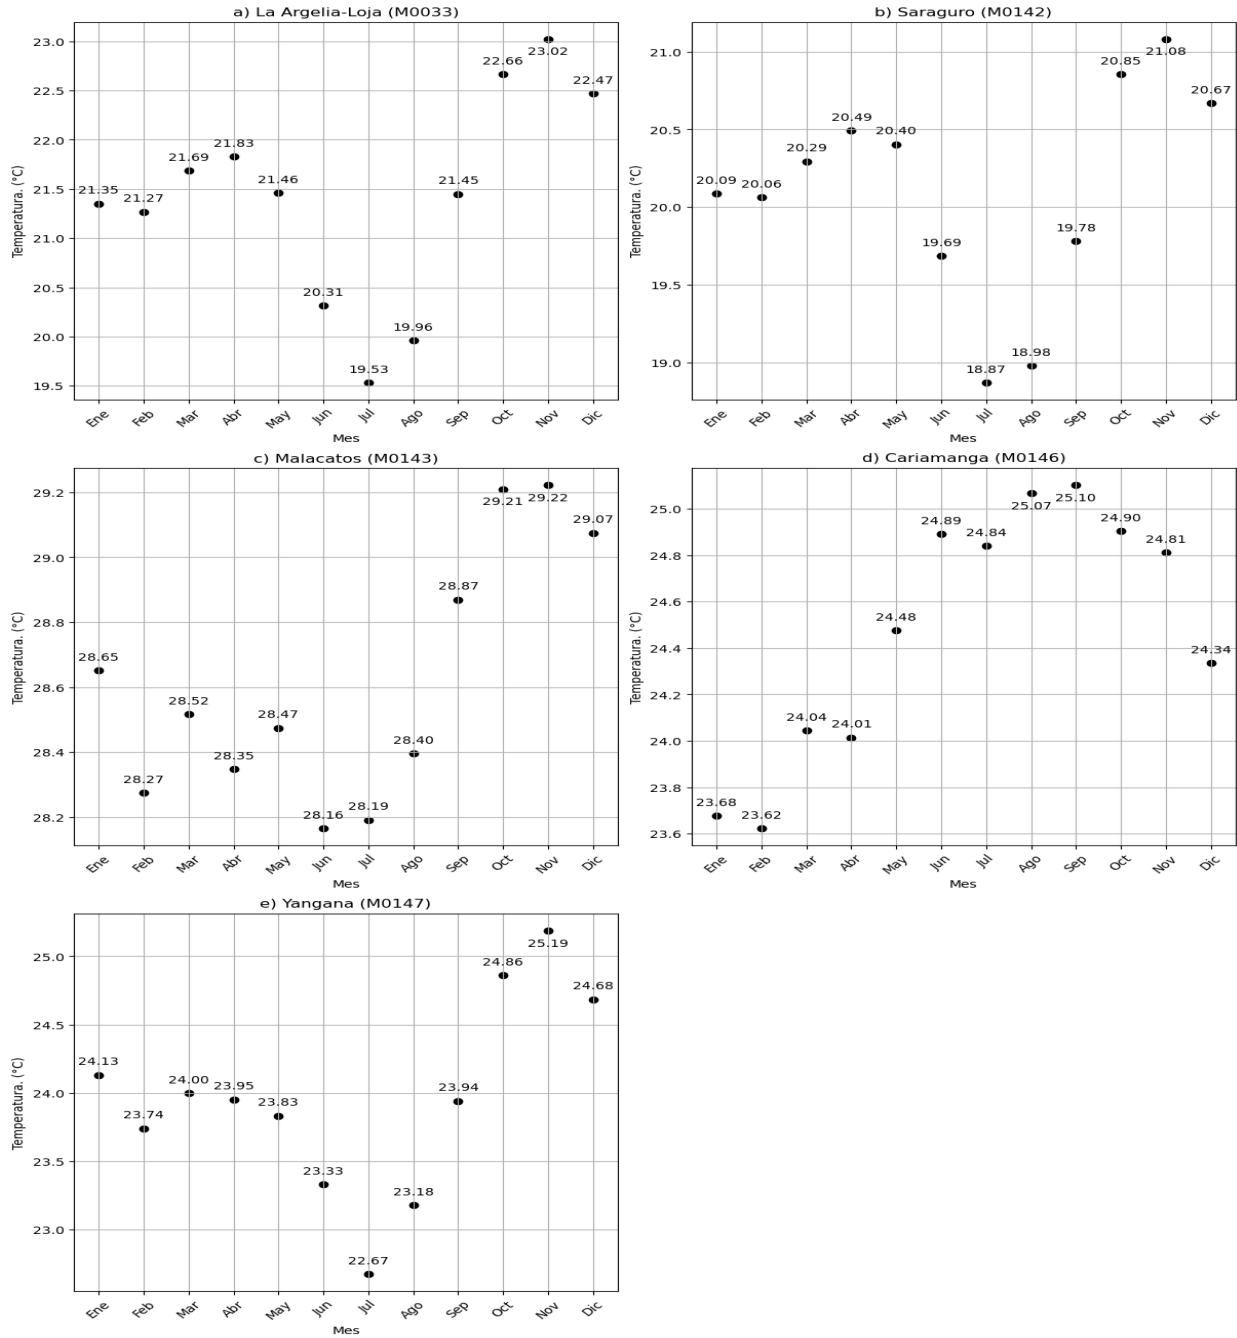 a) La Argelia-Loja (M0033)
23.0
22.5
22.0
21.5
21.0
20.5
20.0
19.5
Temperatura. (°C)
21.35
21.27
21.69
21.83
21.46
20.31
19.53
19.96
21.45
22.66
23.02
22.47
Ene
Feb
Mar
Abr
May
Jun
Jul
Ago
Sep
Oct
Nov
Dic
Mes
b) Saraguro (M0142)
21.0
20.5
20.0
19.5
19.0
Temperatura. (°C)
20.09
20.06
20.29
20.49
20.40
19.69
18.87
18.98
19.78
20.85
21.08
20.67
Ene
Feb
Mar
Abr
May
Jun
Jul
Ago
Sep
Oct
Nov
Dic
Mes
c) Malacatos (M0143)
29.2
29.0
28.8
28.6
28.4
28.2
Temperatura. (°C)
28.65
28.27
28.52
28.35
28.47
28.16
28.19
28.40
28.87
29.21
29.22
29.07
Ene
Feb
Mar
Abr
May
Jun
Jul
Ago
Sep
Oct
Nov
Dic
Mes
d) Cariamanga (M0146)
25.0
24.8
24.6
24.4
24.2
24.0
23.8
23.6
Temperatura. (°C)
23.68
23.62
24.04
24.01
24.48
24.89
24.84
25.07
25.10
24.90
24.81
24.34
Ene
Feb
Mar
Abr
May
Jun
Jul
Ago
Sep
Oct
Nov
Dic
Mes
e) Yangana (M0147)
25.0
24.5
24.0
23.5
23.0
Temperatura. (°C)
24.13
23.74
24.00
23.95
23.83
23.33
22.67
23.18
23.94
24.86
25.19
24.68
Ene
Feb
Mar
Abr
May
Jun
Jul
Ago
Sep
Oct
Nov
Dic
Mes